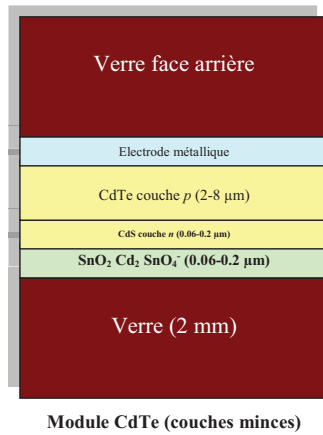 Verre face arrière
Electrode métallique
CdTe couche p (2-8 µm)
CdS couche n (0.06-0.2 µm)
SnO₂ Cd₂ SnO₄⁻ (0.06-0.2 µm)
Verre (2 mm)
Module CdTe (couches minces)